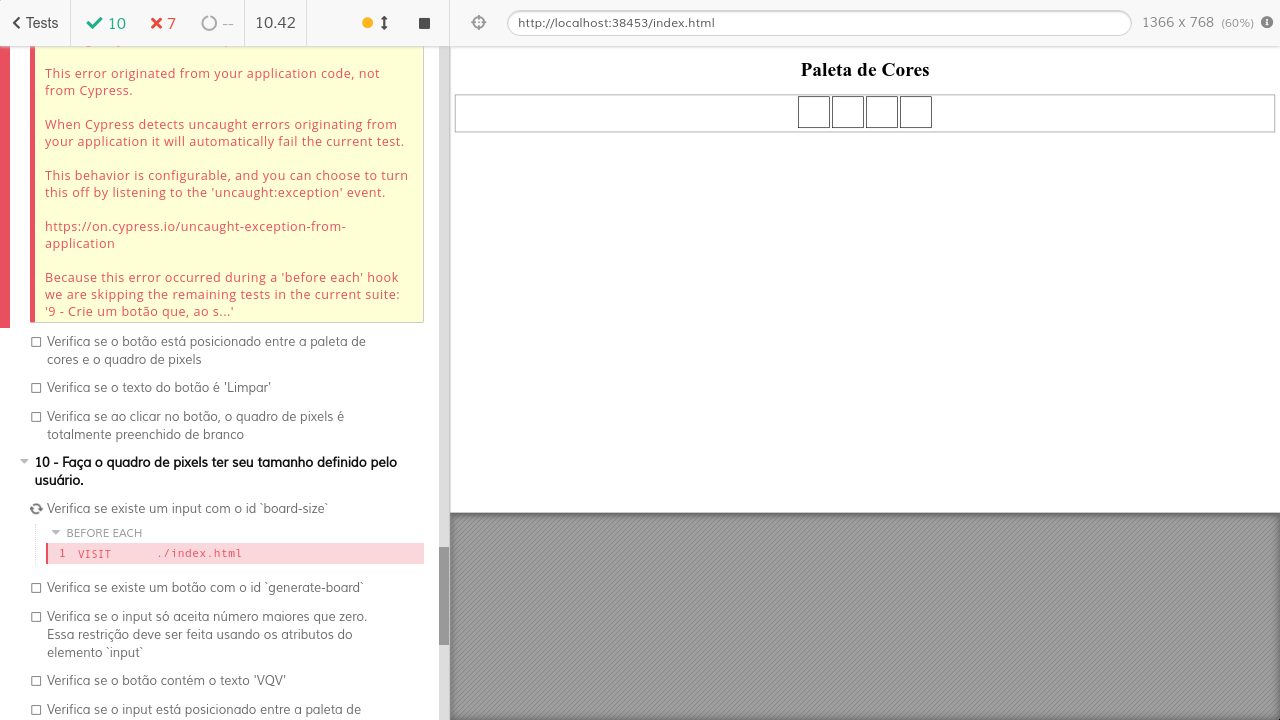 Tests 10 7 -- 10.42
This error originated from your application code, not
from Cypress.
When Cypress detects uncaught errors originating from
your application it will automatically fail the current test.
This behavior is configurable, and you can choose to turn
this off by listening to the 'uncaught:exception' event.
https://on.cypress.io/uncaught-exception-from-
application
Because this error occurred during a 'before each' hook
we are skipping the remaining tests in the current suite:
'9 - Crie um botão que, ao s...'
Verifica se o botão está posicionado entre a paleta de
cores e o quadro de pixels
Verifica se o texto do botão é 'Limpar'
Verifica se ao clicar no botão, o quadro de pixels é
totalmente preenchido de branco
10 - Faça o quadro de pixels ter seu tamanho definido pelo
usuário.
Verifica se existe um input com o id `board-size`
BEFORE EACH
1 VISIT ./index.html
Verifica se existe um botão com o id `generate-board`
Verifica se o input só aceita número maiores que zero.
Essa restrição deve ser feita usando os atributos do
elemento `input`
Verifica se o botão contém o texto 'VQV'
Verifica se o input está posicionado entre a paleta de
http://localhost:38453/index.html
1366 x 768 (60%)
Paleta de Cores